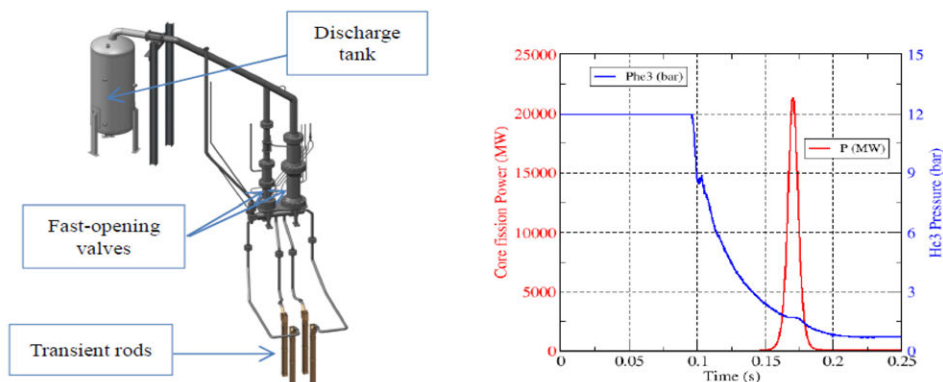 Discharge
tank
Fast-opening
valves
Transient rods
25000
20000
15000
10000
5000
0
Core fission Power (MW)
Phe3 (bar)
P (MW)
15
12
9
6
3
0
He3 Pressure (bar)
0 0.05 0.1 0.15 0.2 0.25
Time (s)